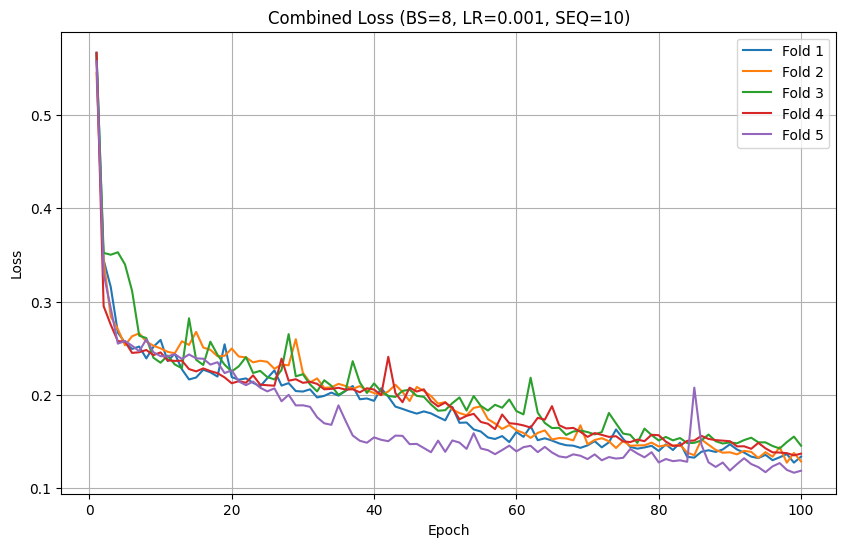 Combined Loss (BS=8, LR=0.001, SEQ=10)
Fold 1
Fold 2
Fold 3
Fold 4
Fold 5
Loss
0.5
0.4
0.3
0.2
0.1
0 20 40 60 80 100
Epoch